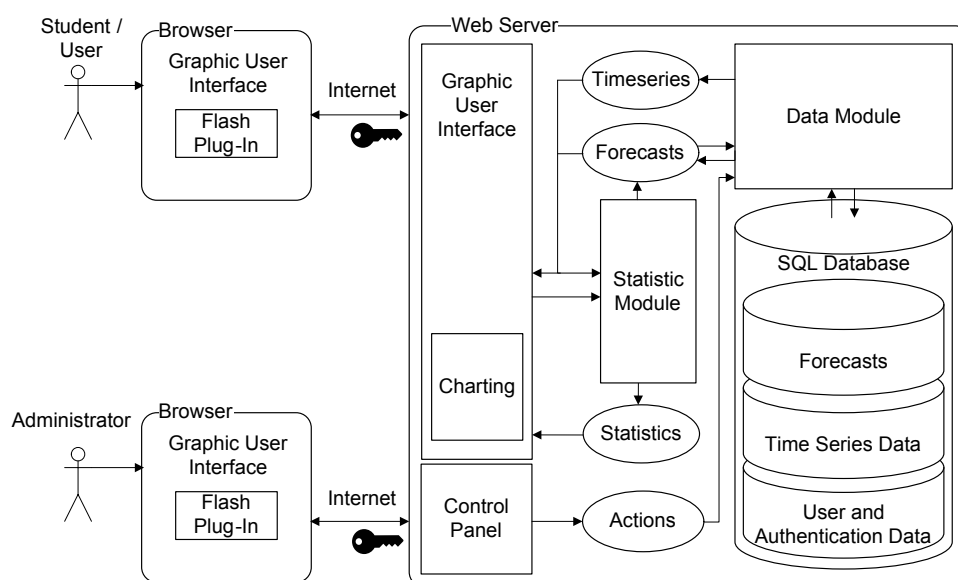 Student /
User
Browser
Graphic User
Interface
Flash
Plug-In
Internet
Web Server
Graphic
User
Interface
Charting
Timeseries
Forecasts
Statistic
Module
Statistics
Data Module
SQL Database
Forecasts
Time Series Data
User and
Authentication Data
Administrator
Browser
Graphic User
Interface
Flash
Plug-In
Internet
Control
Panel
Actions